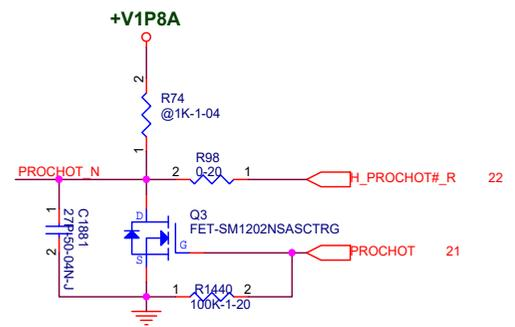 +V1P8A
2
R74
@1K-1-04
1
PROCHOT_N
2
R98
0-20
1
H_PROCHOT#_R
22
1
C1881
27P-50-04N-J
2
D
Q3
FET-SM1202NSASCTRG
G
S
PROCHOT
21
1
R1440
2
100K-1-20